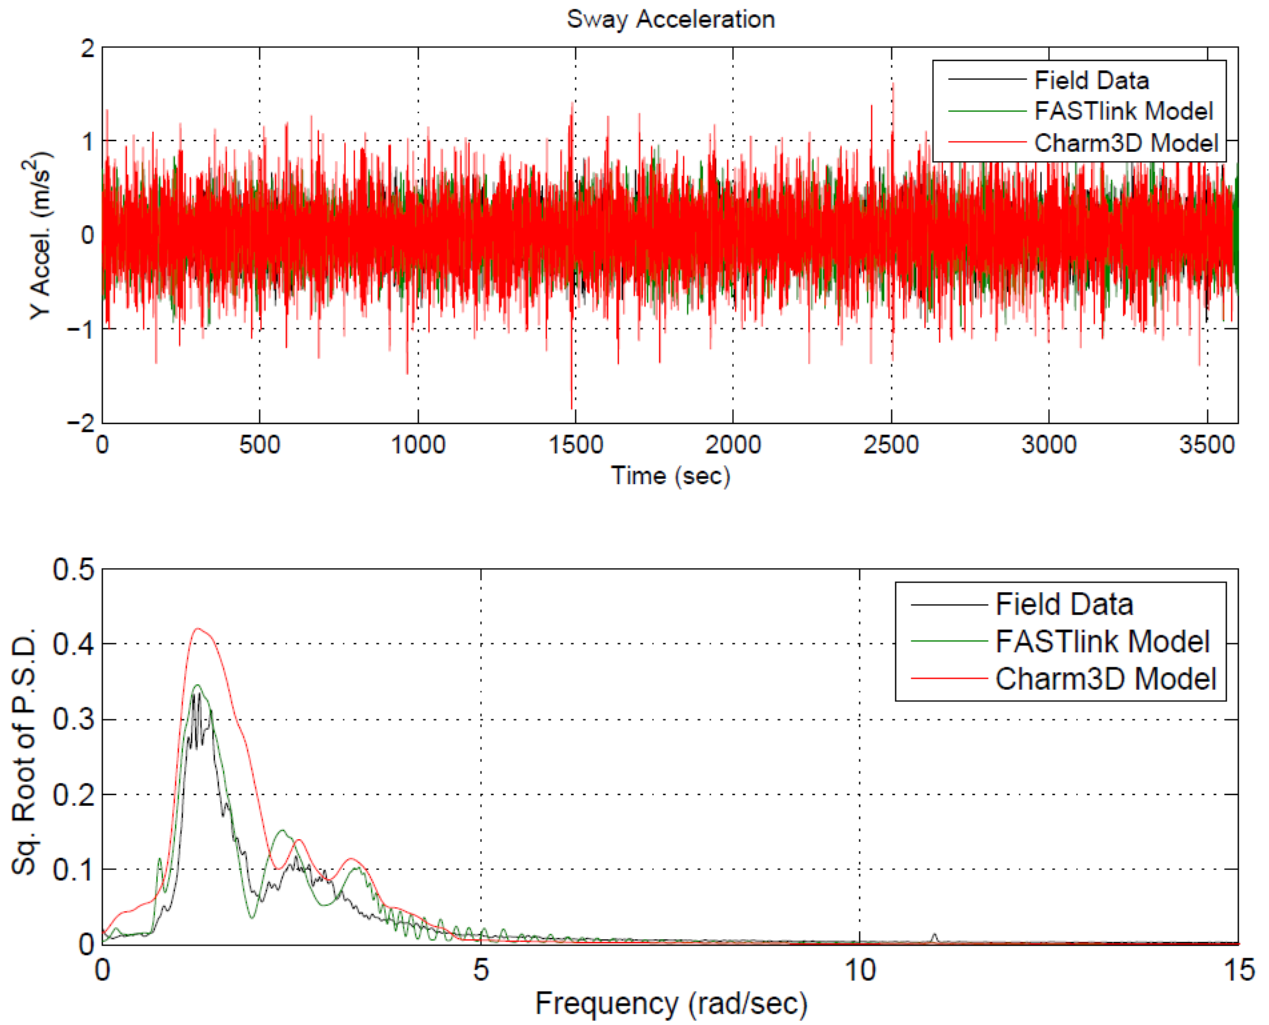 Sway Acceleration
2
1
0
−1
−2
Y Accel. (m/s²)
Field Data
FASTlink Model
Charm3D Model
0 500 1000 1500 2000 2500 3000 3500
Time (sec)
0.5
0.4
0.3
0.2
0.1
0
Sq. Root of P.S.D.
Field Data
FASTlink Model
Charm3D Model
0 5 10 15
Frequency (rad/sec)